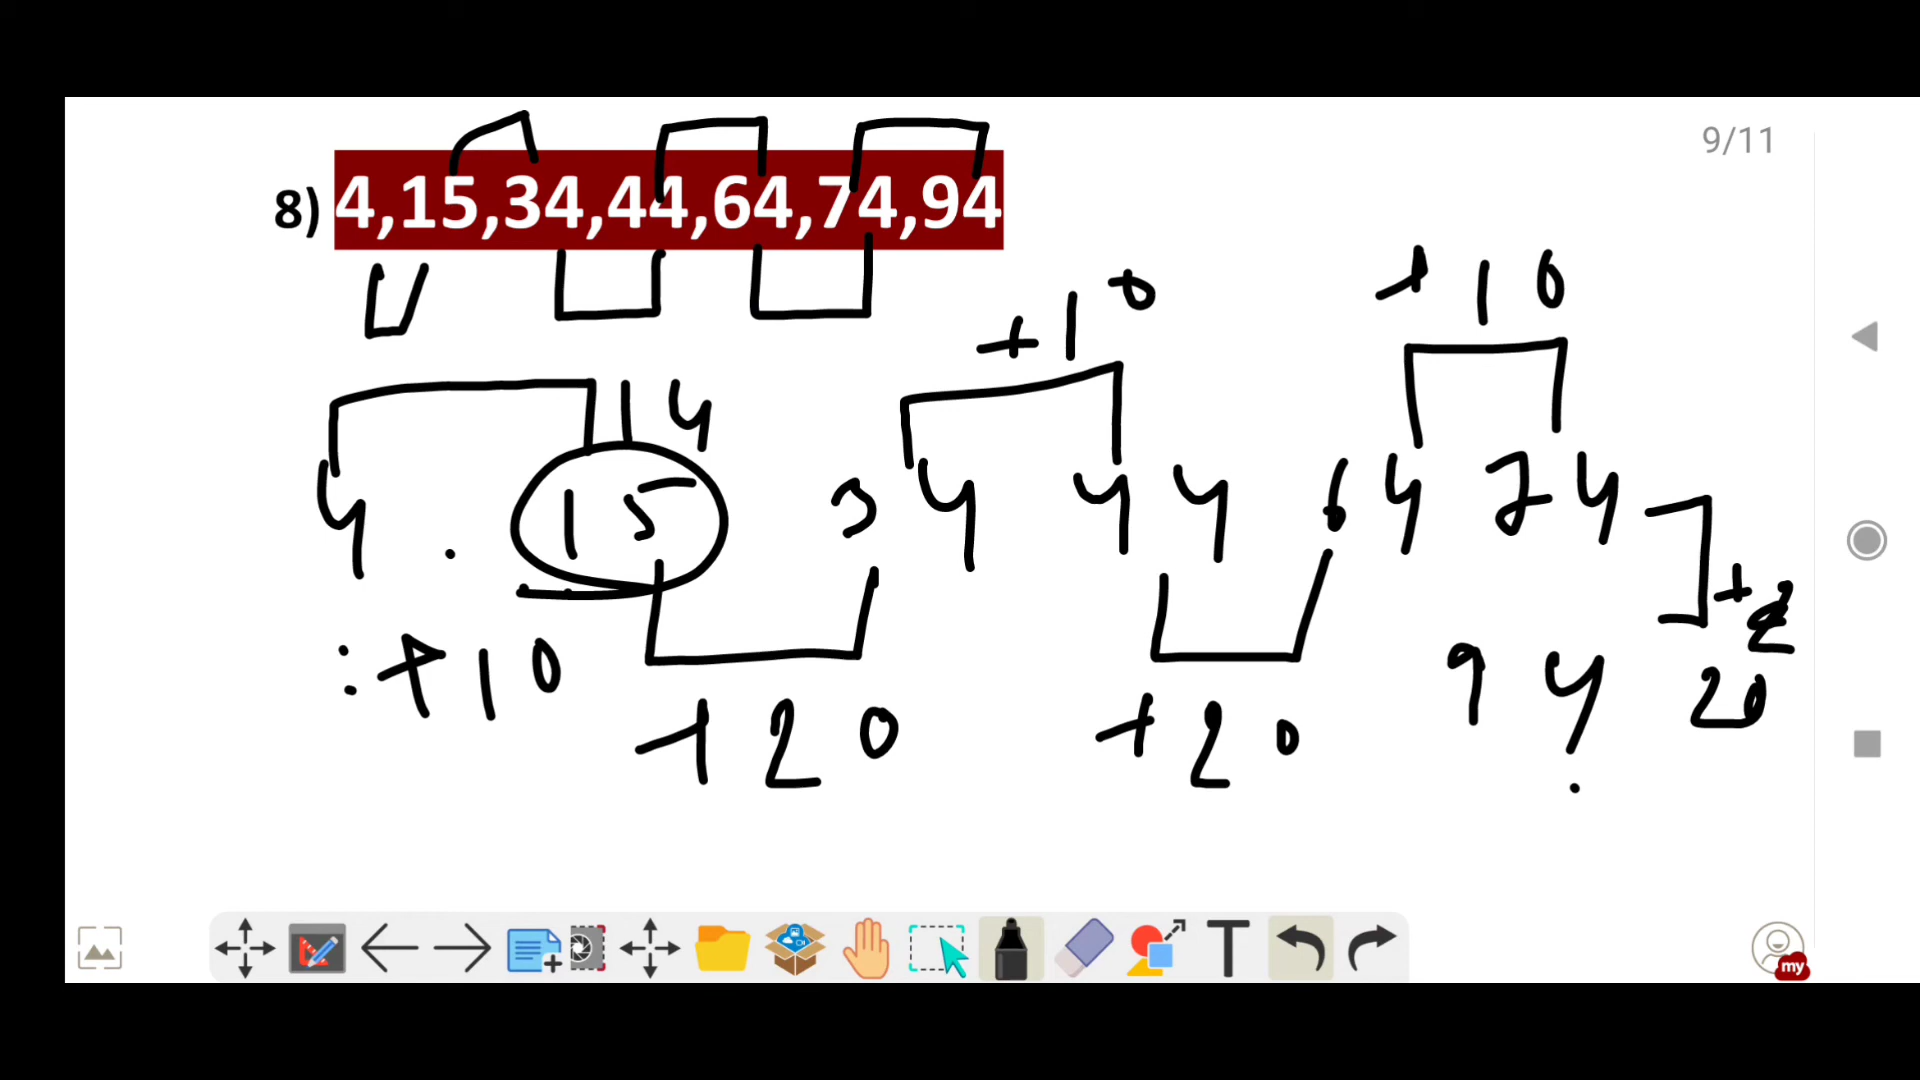 9/11
8) 4,15,34,44,64,74,94
+10 +10
14
4 . 15 34 44 64 74
+2
: +10 94 20
+20 +20
T
my